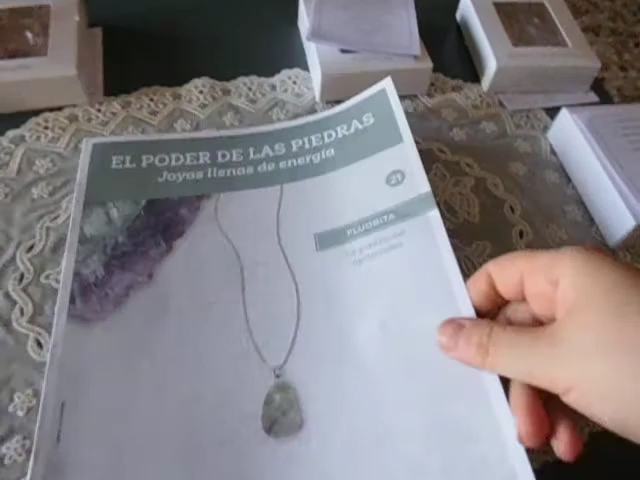 EL PODER DE LAS PIEDRAS
Joyas llenas de energía
21
FLUORITA